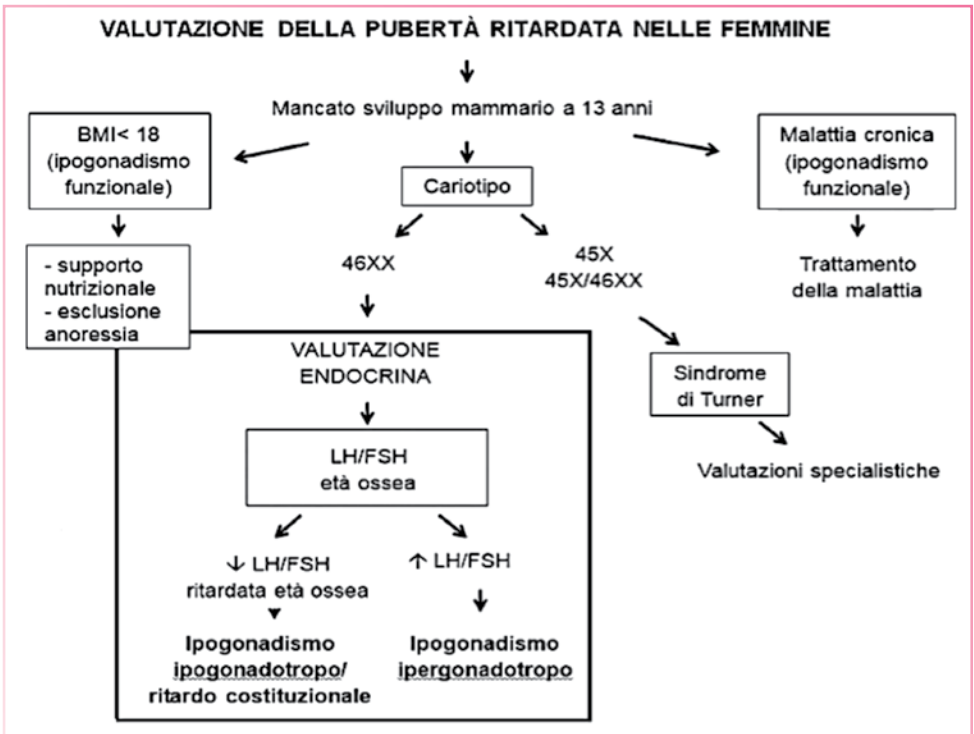 VALUTAZIONE DELLA PUBERTÀ RITARDATA NELLE FEMMINE
Mancato sviluppo mammario a 13 anni
BMI< 18
(ipogonadismo
funzionale)
- supporto
nutrizionale
- esclusione
anoressia
Cariotipo
Malattia cronica
(ipogonadismo
funzionale)
Trattamento
della malattia
46XX
45X
45X/46XX
Sindrome
di Turner
Valutazioni specialistiche
VALUTAZIONE
ENDOCRINA
LH/FSH
età ossea
↓ LH/FSH
ritardata età ossea
Ipogonadismo
ipogonadotropo/
ritardo costituzionale
↑ LH/FSH
Ipogonadismo
ipergonadotropo